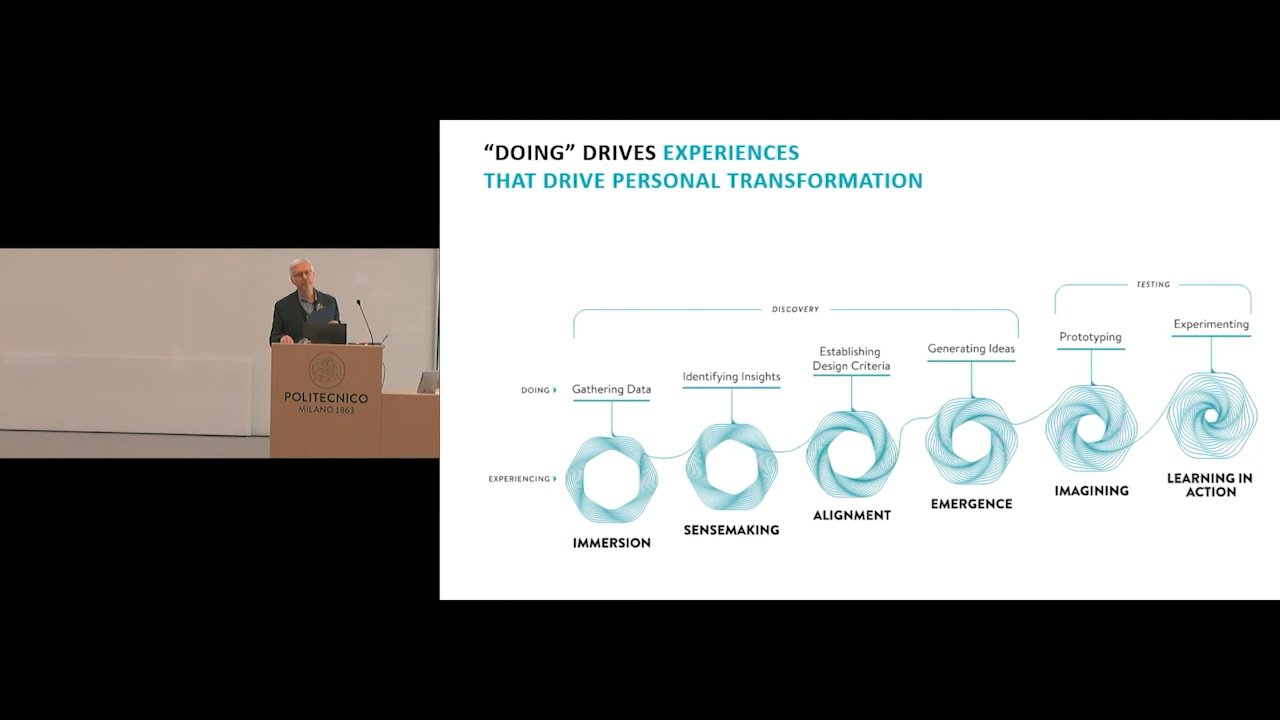 “DOING” DRIVES EXPERIENCES
THAT DRIVE PERSONAL TRANSFORMATION
TESTING
DISCOVERY
Experimenting
Prototyping
Generating Ideas
Establishing
Design Criteria
Identifying Insights
DOING
Gathering Data
EXPERIENCING
IMMERSION
SENSEMAKING
ALIGNMENT
EMERGENCE
IMAGINING
LEARNING IN
ACTION
POLITECNICO
MILANO 1863